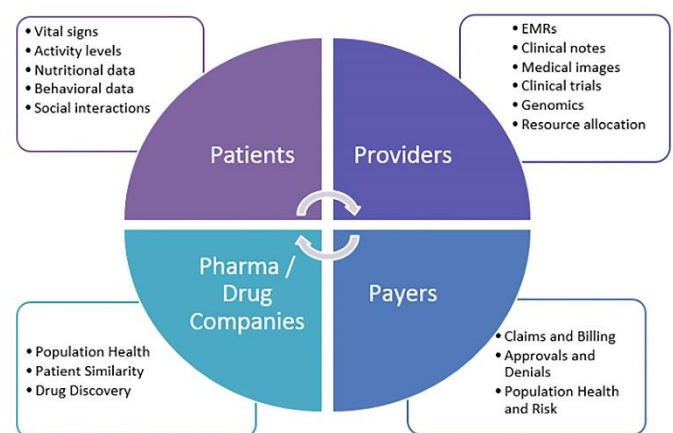 • Vital signs
• Activity levels
• Nutritional data
• Behavioral data
• Social interactions
• EMRs
• Clinical notes
• Medical images
• Clinical trials
• Genomics
• Resource allocation
Patients
Providers
Pharma /
Drug
Companies
Payers
• Population Health
• Patient Similarity
• Drug Discovery
• Claims and Billing
• Approvals and
Denials
• Population Health
and Risk